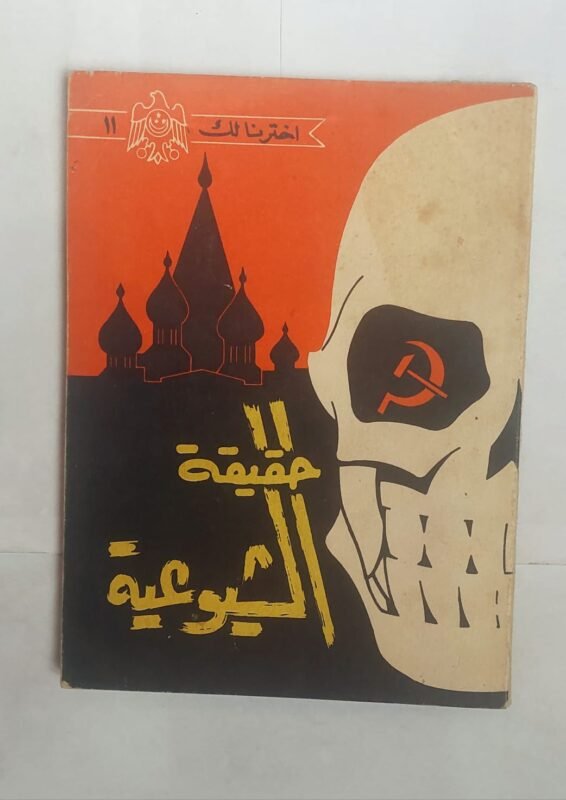 اخترنا لك ١١
حقيقة
الشيوعية